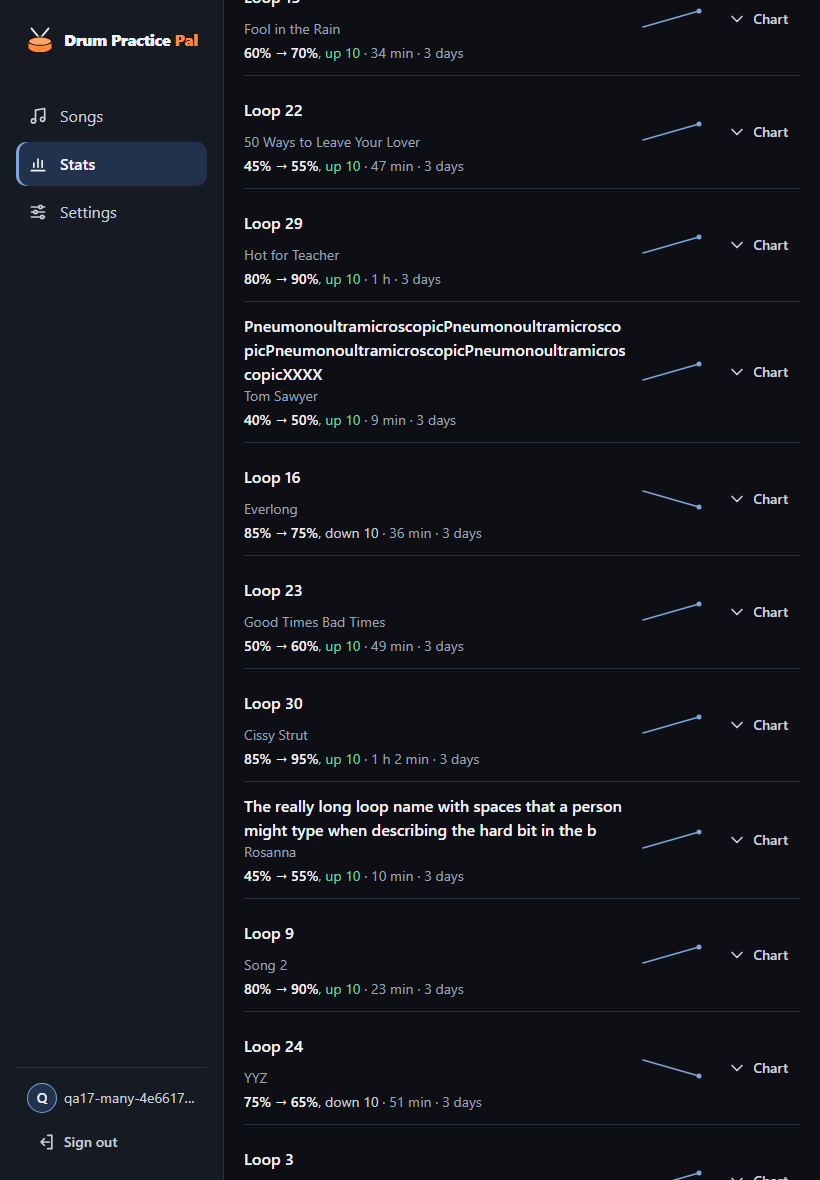 Drum Practice Pal
Songs
Stats
Settings
qa17-many-4e6617...
Sign out
Fool in the Rain
60% → 70%, up 10 · 34 min · 3 days
Chart
Loop 22
50 Ways to Leave Your Lover
45% → 55%, up 10 · 47 min · 3 days
Chart
Loop 29
Hot for Teacher
80% → 90%, up 10 · 1 h · 3 days
Chart
PneumonoultramicroscopicPneumonoultramicrosco
picPneumonoultramicroscopicPneumonoultramicros
copicXXXX
Tom Sawyer
40% → 50%, up 10 · 9 min · 3 days
Chart
Loop 16
Everlong
85% → 75%, down 10 · 36 min · 3 days
Chart
Loop 23
Good Times Bad Times
50% → 60%, up 10 · 49 min · 3 days
Chart
Loop 30
Cissy Strut
85% → 95%, up 10 · 1 h 2 min · 3 days
Chart
The really long loop name with spaces that a person
might type when describing the hard bit in the b
Rosanna
45% → 55%, up 10 · 10 min · 3 days
Chart
Loop 9
Song 2
80% → 90%, up 10 · 23 min · 3 days
Chart
Loop 24
YYZ
75% → 65%, down 10 · 51 min · 3 days
Chart
Loop 3